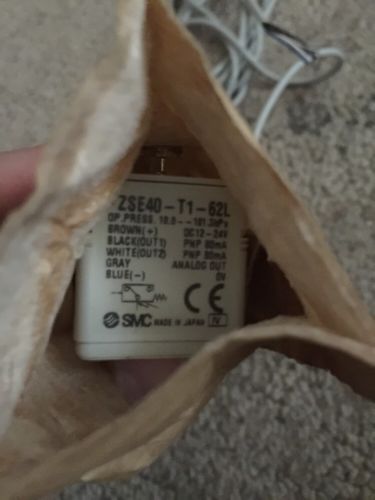 ZSE40-T1-62L
OP.PRESS. 10.0--101.3kPa
BROWN(+) DC12-24V
BLACK(OUT1) PNP 80mA
WHITE(OUT2) PNP 80mA
GRAY ANALOG OUT
BLUE(-) 0V
CE
SMC MADE IN JAPAN IV